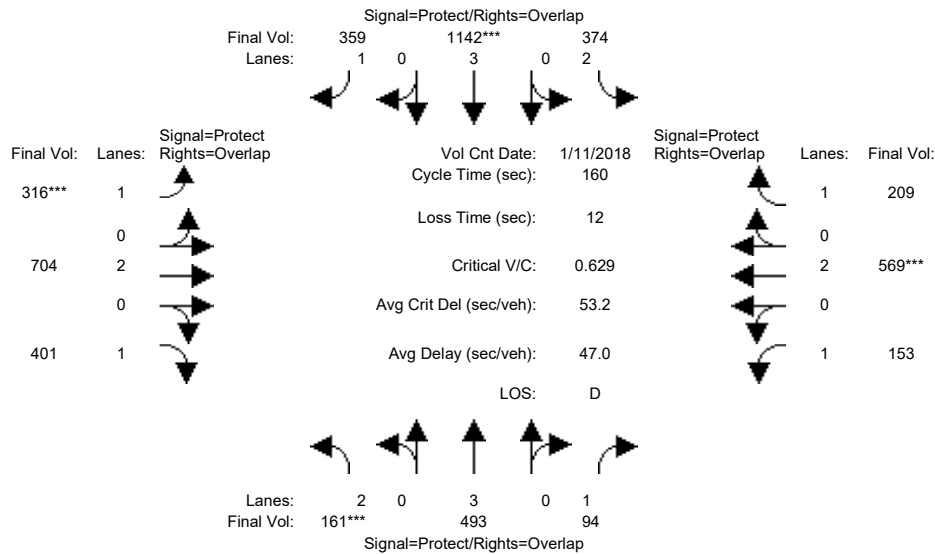 Signal=Protect/Rights=Overlap
Final Vol: 359 1142*** 374
Lanes: 1 0 3 0 2
Signal=Protect Signal=Protect
Final Vol: Lanes: Rights=Overlap Vol Cnt Date: 1/11/2018 Rights=Overlap Lanes: Final Vol:
Cycle Time (sec): 160
316*** 1 1 209
Loss Time (sec): 12
0 0
704 2 Critical V/C: 0.629 2 569***
0 Avg Crit Del (sec/veh): 53.2 0
401 1 Avg Delay (sec/veh): 47.0 1 153
LOS: D
Lanes: 2 0 3 0 1
Final Vol: 161*** 493 94
Signal=Protect/Rights=Overlap